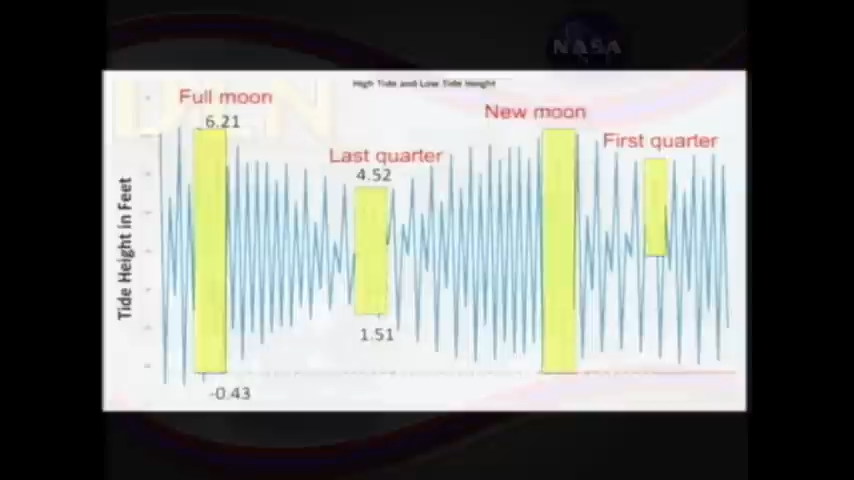 NASA
DLN
High Tide and Low Tide Height
Full moon
6.21
New moon
First quarter
Last quarter
4.52
Tide Height in Feet
1.51
-0.43